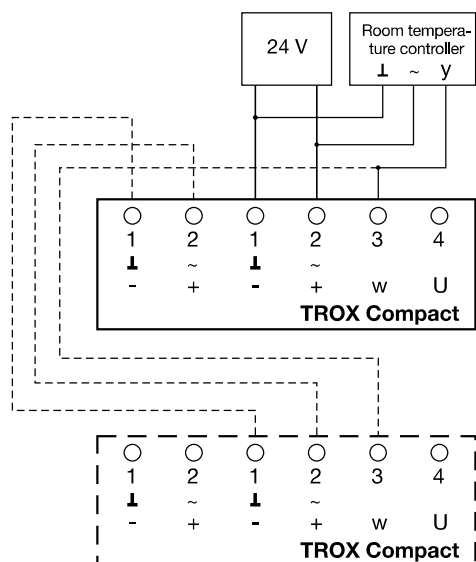 24 V
Room tempera-
ture controller
⊥ ~ y
1 2 1 2 3 4
⊥ ~ ⊥ ~
- + - + w U
TROX Compact
1 2 1 2 3 4
⊥ ~ ⊥ ~
- + - + w U
TROX Compact